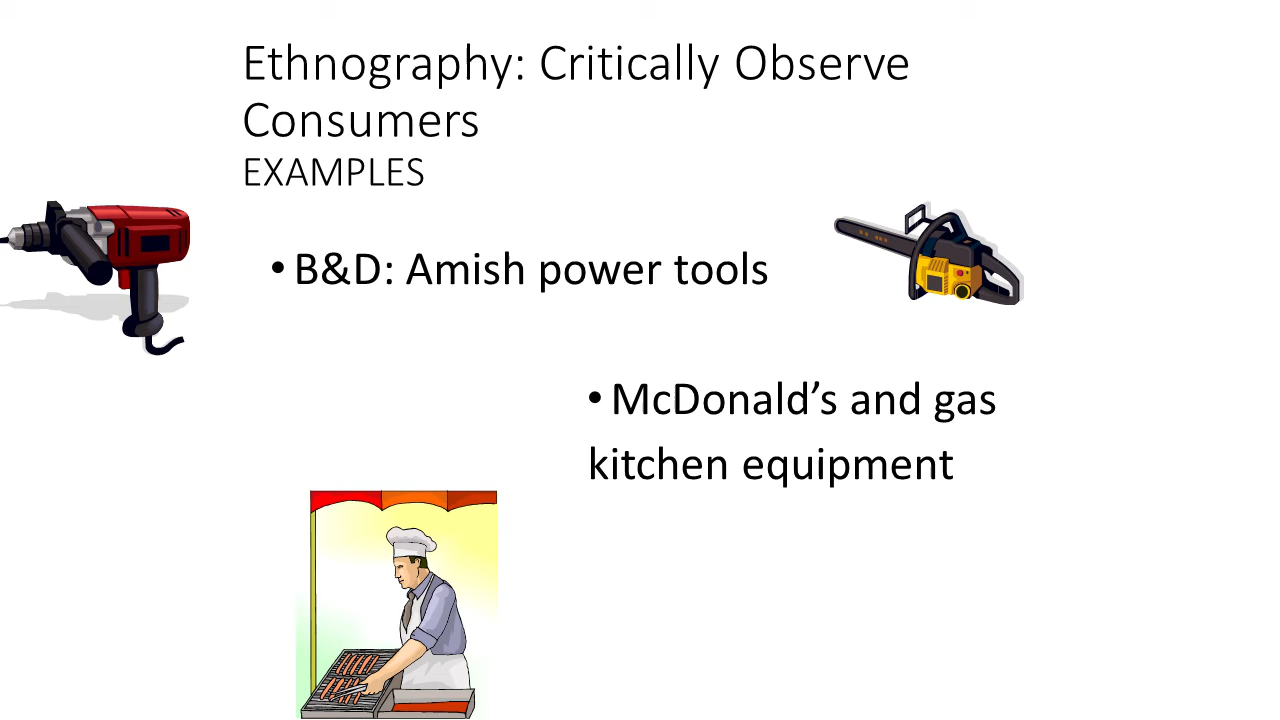 Ethnography: Critically Observe
Consumers
EXAMPLES
• B&D: Amish power tools
• McDonald’s and gas
kitchen equipment